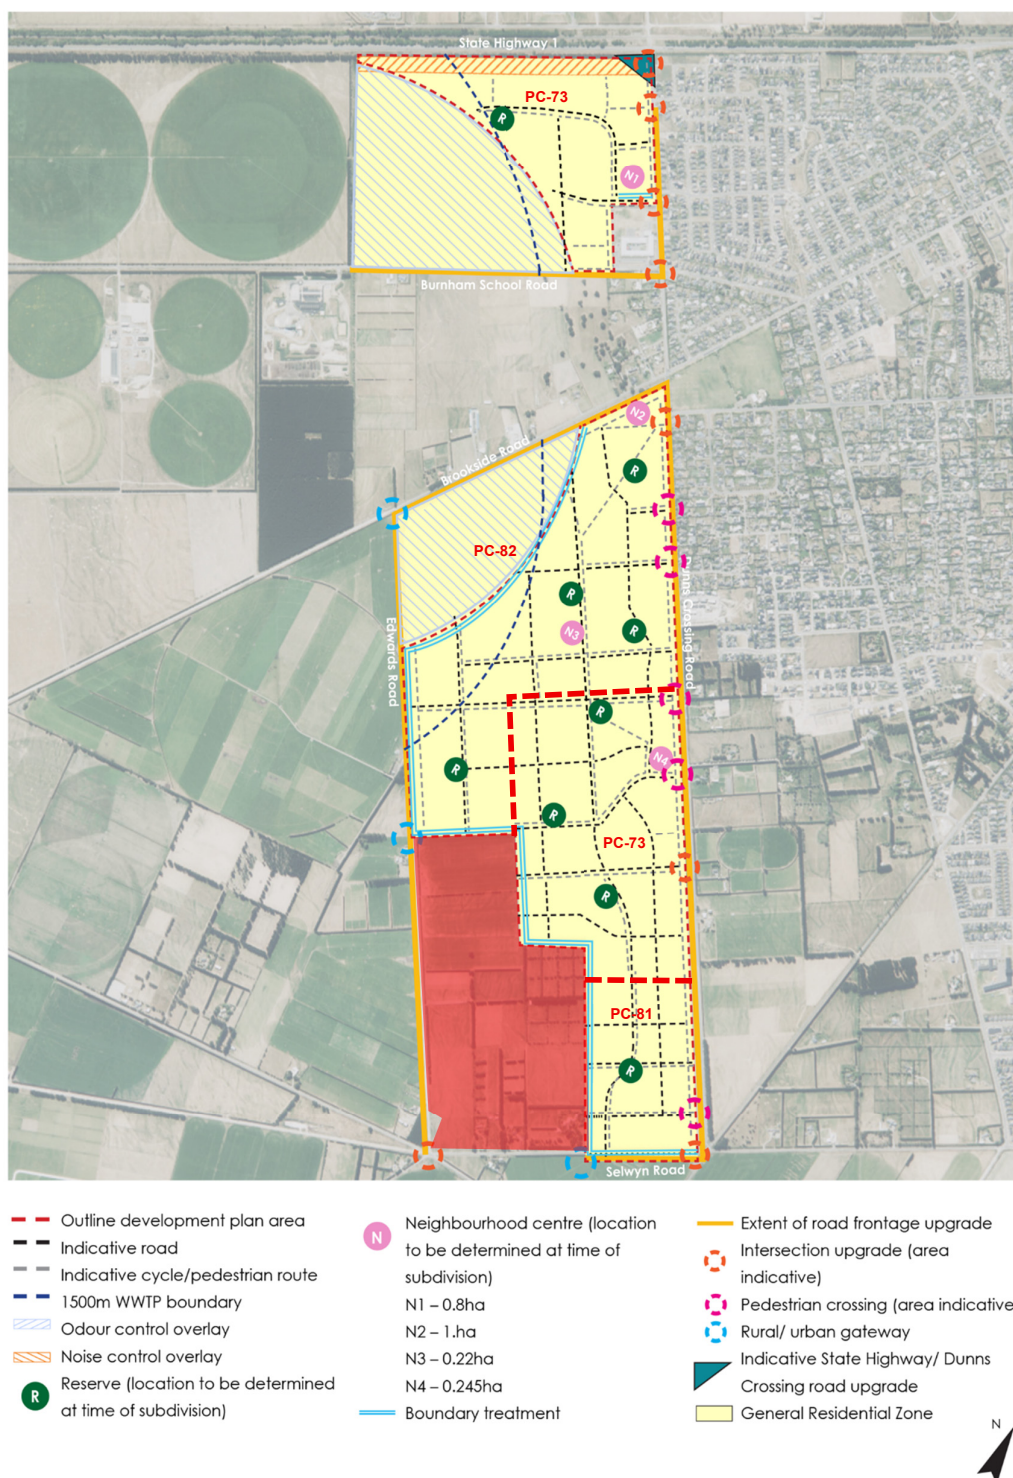 State Highway 1
PC-73
R
N1
Burnham School Road
N2
Brookside Road
R
PC-82
R
N3
R
Edwards Road
Dunns Crossing Road
R
N4
R
R
PC-73
R
PC-81
R
Selwyn Road
Outline development plan area
Indicative road
Indicative cycle/pedestrian route
1500m WWTP boundary
Odour control overlay
Noise control overlay
R
Reserve (location to be determined
at time of subdivision)
N
Neighbourhood centre (location
to be determined at time of
subdivision)
N1 – 0.8ha
N2 – 1.ha
N3 – 0.22ha
N4 – 0.245ha
Boundary treatment
Extent of road frontage upgrade
Intersection upgrade (area
indicative)
Pedestrian crossing (area indicative
Rural/ urban gateway
Indicative State Highway/ Dunns
Crossing road upgrade
General Residential Zone
N